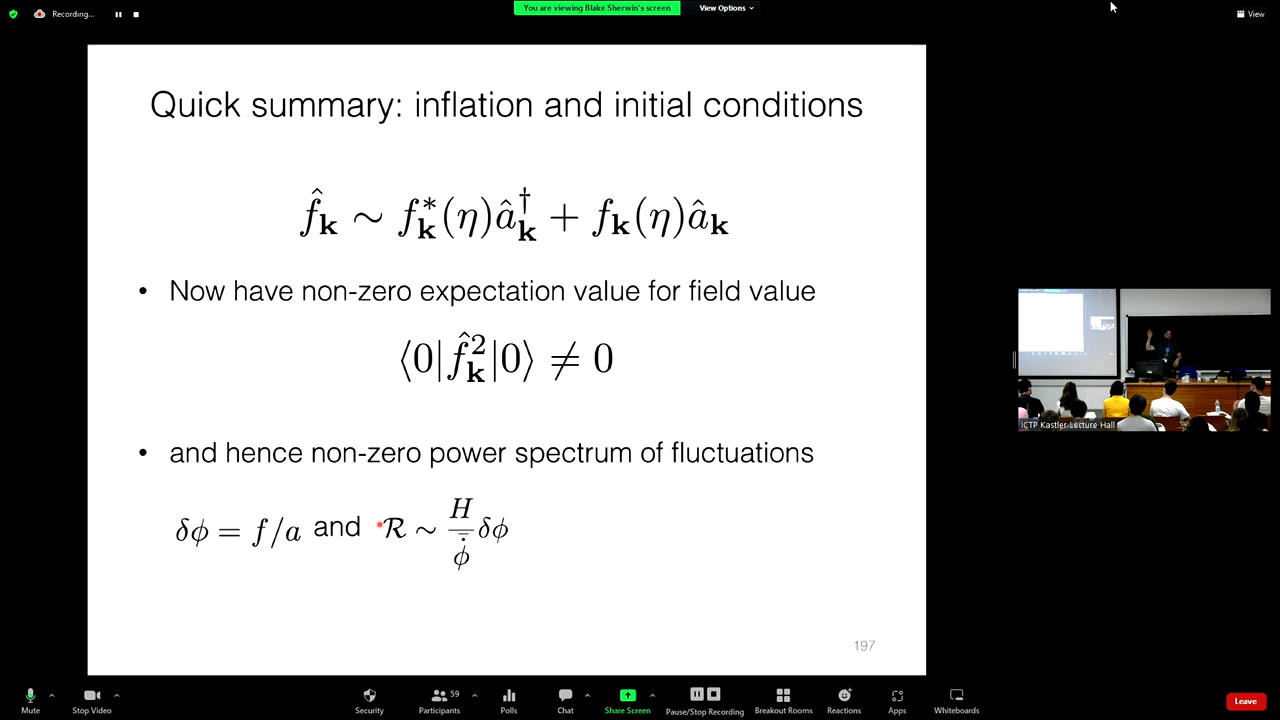 Recording...
You are viewing Blake Sherwin's screen
View Options
View
Quick summary: inflation and initial conditions
f̂_𝐤 ∼ f*_𝐤(η)â†_𝐤 + f_𝐤(η)â_𝐤
• Now have non-zero expectation value for field value
⟨0|f̂²_𝐤|0⟩ ≠ 0
• and hence non-zero power spectrum of fluctuations
δϕ = f/a and ℛ ∼ H/ϕ̄̇ δϕ
197
ICTP Kastler Lecture Hall
Mute
Stop Video
Security
Participants
59
Polls
Chat
Share Screen
Pause/Stop Recording
Breakout Rooms
Reactions
Apps
Whiteboards
Leave